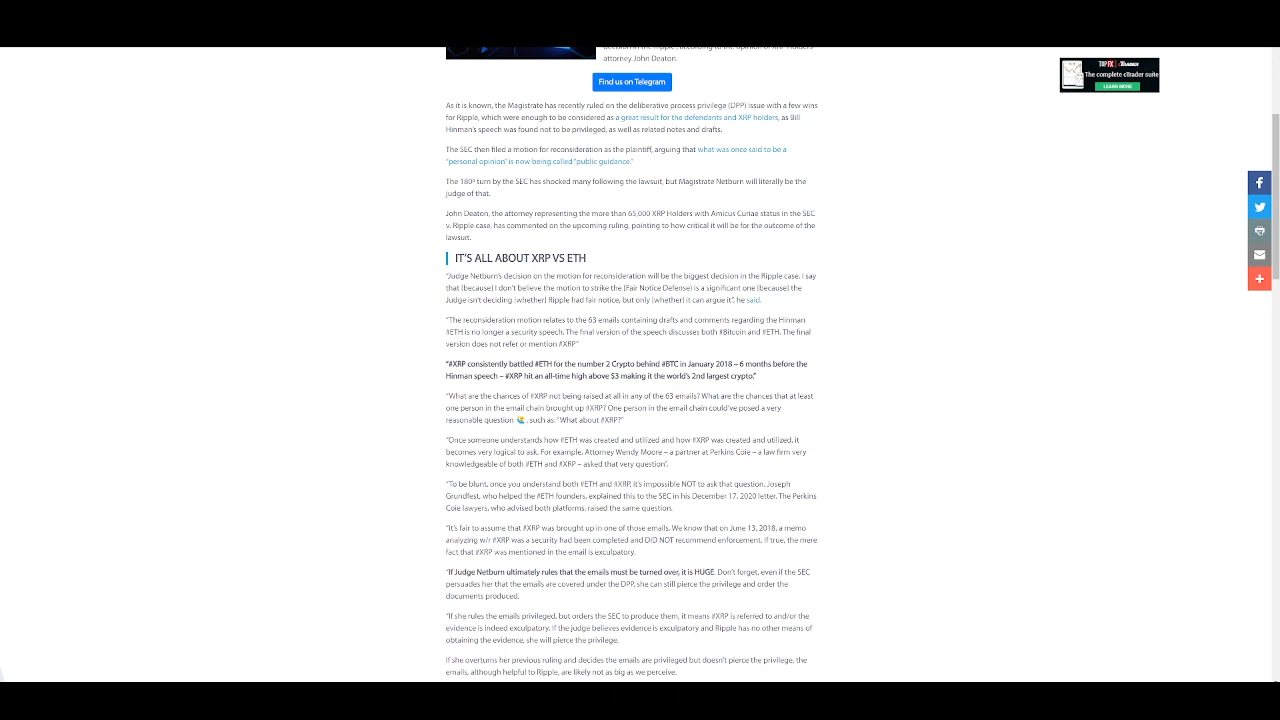 decision in the Ripple, according to the opinion of XRP Holders'
attorney John Deaton.
Find us on Telegram
TOPFX cTRADER
The complete cTrader suite
LEARN MORE
As it is known, the Magistrate has recently ruled on the deliberative process privilege (DPP) issue with a few wins
for Ripple, which were enough to be considered as a great result for the defendants and XRP holders, as Bill
Hinman's speech was found not to be privileged, as well as related notes and drafts.
The SEC then filed a motion for reconsideration as the plaintiff, arguing that what was once said to be a
"personal opinion" is now being called "public guidance."
The 180º turn by the SEC has shocked many following the lawsuit, but Magistrate Netburn will literally be the
judge of that.
John Deaton, the attorney representing the more than 65,000 XRP Holders with Amicus Curiae status in the SEC
v. Ripple case, has commented on the upcoming ruling, pointing to how critical it will be for the outcome of the
lawsuit.
IT'S ALL ABOUT XRP VS ETH
"Judge Netburn's decision on the motion for reconsideration will be the biggest decision in the Ripple case. I say
that [because] I don't believe the motion to strike the [Fair Notice Defense] is a significant one [because] the
Judge isn't deciding [whether] Ripple had fair notice, but only [whether] it can argue it", he said.
"The reconsideration motion relates to the 63 emails containing drafts and comments regarding the Hinman
#ETH is no longer a security speech. The final version of the speech discusses both #Bitcoin and #ETH. The final
version does not refer or mention #XRP"
"#XRP consistently battled #ETH for the number 2 Crypto behind #BTC in January 2018 – 6 months before the
Hinman speech – #XRP hit an all-time high above $3 making it the world's 2nd largest crypto."
"What are the chances of #XRP not being raised at all in any of the 63 emails? What are the chances that at least
one person in the email chain brought up #XRP? One person in the email chain could've posed a very
reasonable question , such as: "What about #XRP?"
"Once someone understands how #ETH was created and utilized and how #XRP was created and utilized, it
becomes very logical to ask. For example, Attorney Wendy Moore – a partner at Perkins Coie – a law firm very
knowledgeable of both #ETH and #XRP – asked that very question".
"To be blunt, once you understand both #ETH and #XRP, it's impossible NOT to ask that question. Joseph
Grundfest, who helped the #ETH founders, explained this to the SEC in his December 17, 2020 letter. The Perkins
Coie lawyers, who advised both platforms, raised the same question.
"It's fair to assume that #XRP was brought up in one of those emails. We know that on June 13, 2018, a memo
analyzing w/r #XRP was a security had been completed and DID NOT recommend enforcement. If true, the mere
fact that #XRP was mentioned in the email is exculpatory.
"If Judge Netburn ultimately rules that the emails must be turned over, it is HUGE. Don't forget, even if the SEC
persuades her that the emails are covered under the DPP, she can still pierce the privilege and order the
documents produced.
"If she rules the emails privileged, but orders the SEC to produce them, it means #XRP is referred to and/or the
evidence is indeed exculpatory. If the judge believes evidence is exculpatory and Ripple has no other means of
obtaining the evidence, she will pierce the privilege.
If she overturns her previous ruling and decides the emails are privileged but doesn't pierce the privilege, the
emails, although helpful to Ripple, are likely not as big as we perceive.